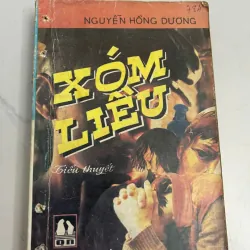 NGUYỄN HỒNG DƯƠNG
XÓM
LIỀU
Tiểu thuyết